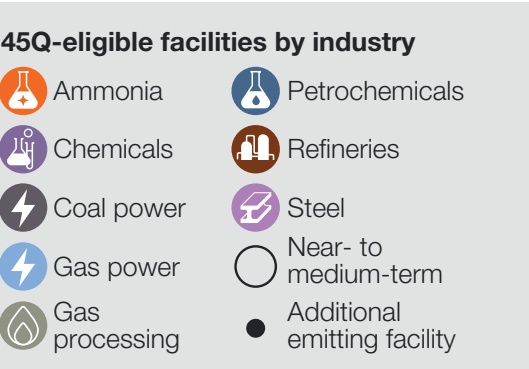 45Q-eligible facilities by industry
Ammonia
Chemicals
Coal power
Gas power
Gas
processing
Petrochemicals
Refineries
Steel
Near- to
medium-term
Additional
emitting facility